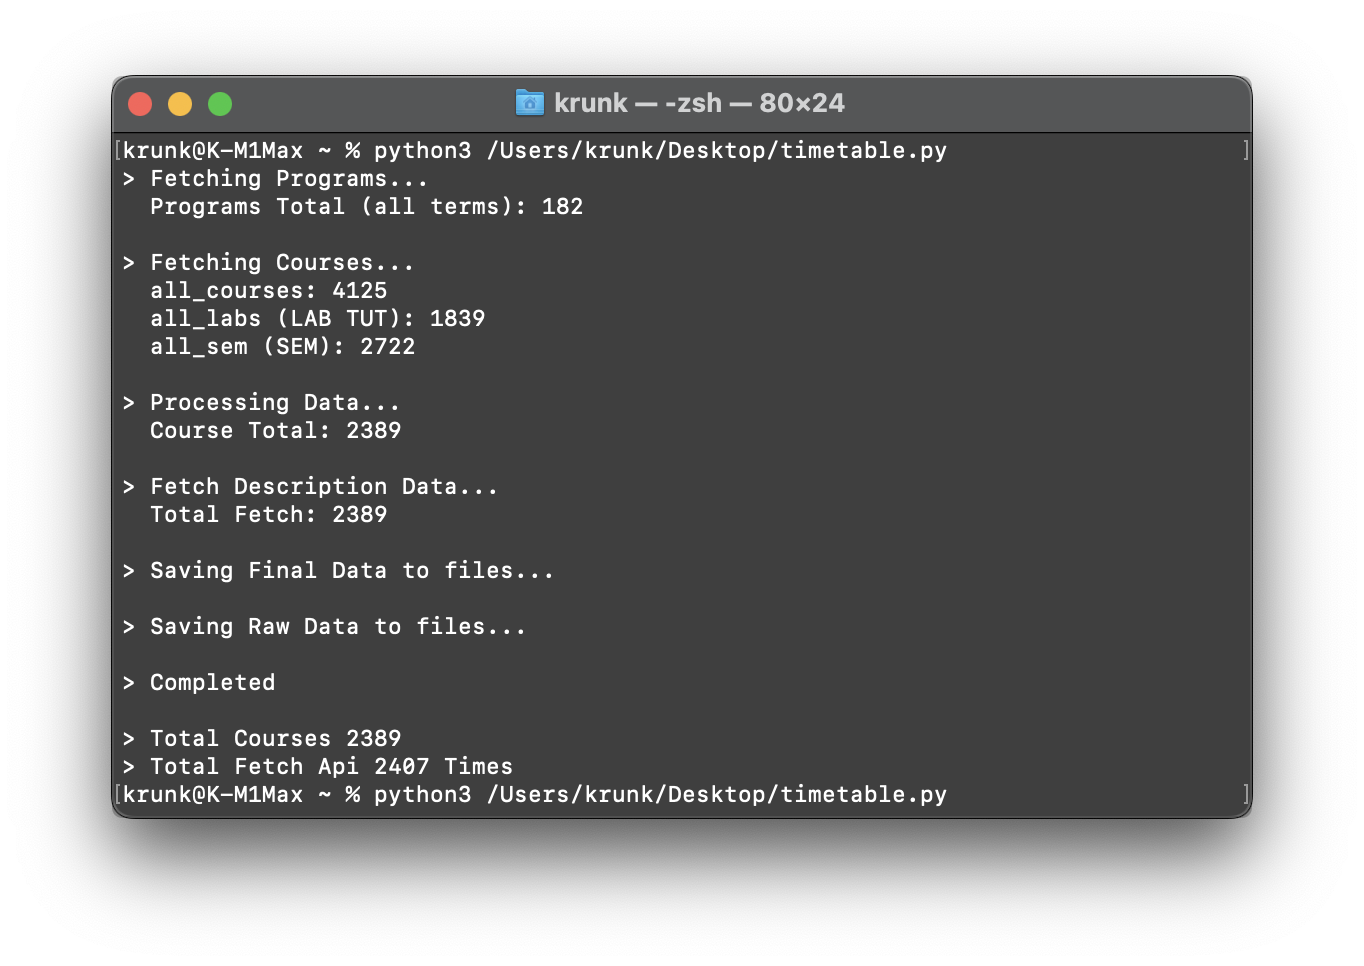 krunk — -zsh — 80×24
[krunk@K-M1Max ~ % python3 /Users/krunk/Desktop/timetable.py ]
> Fetching Programs...
Programs Total (all terms): 182
> Fetching Courses...
all_courses: 4125
all_labs (LAB TUT): 1839
all_sem (SEM): 2722
> Processing Data...
Course Total: 2389
> Fetch Description Data...
Total Fetch: 2389
> Saving Final Data to files...
> Saving Raw Data to files...
> Completed
> Total Courses 2389
> Total Fetch Api 2407 Times
[krunk@K-M1Max ~ % python3 /Users/krunk/Desktop/timetable.py ]